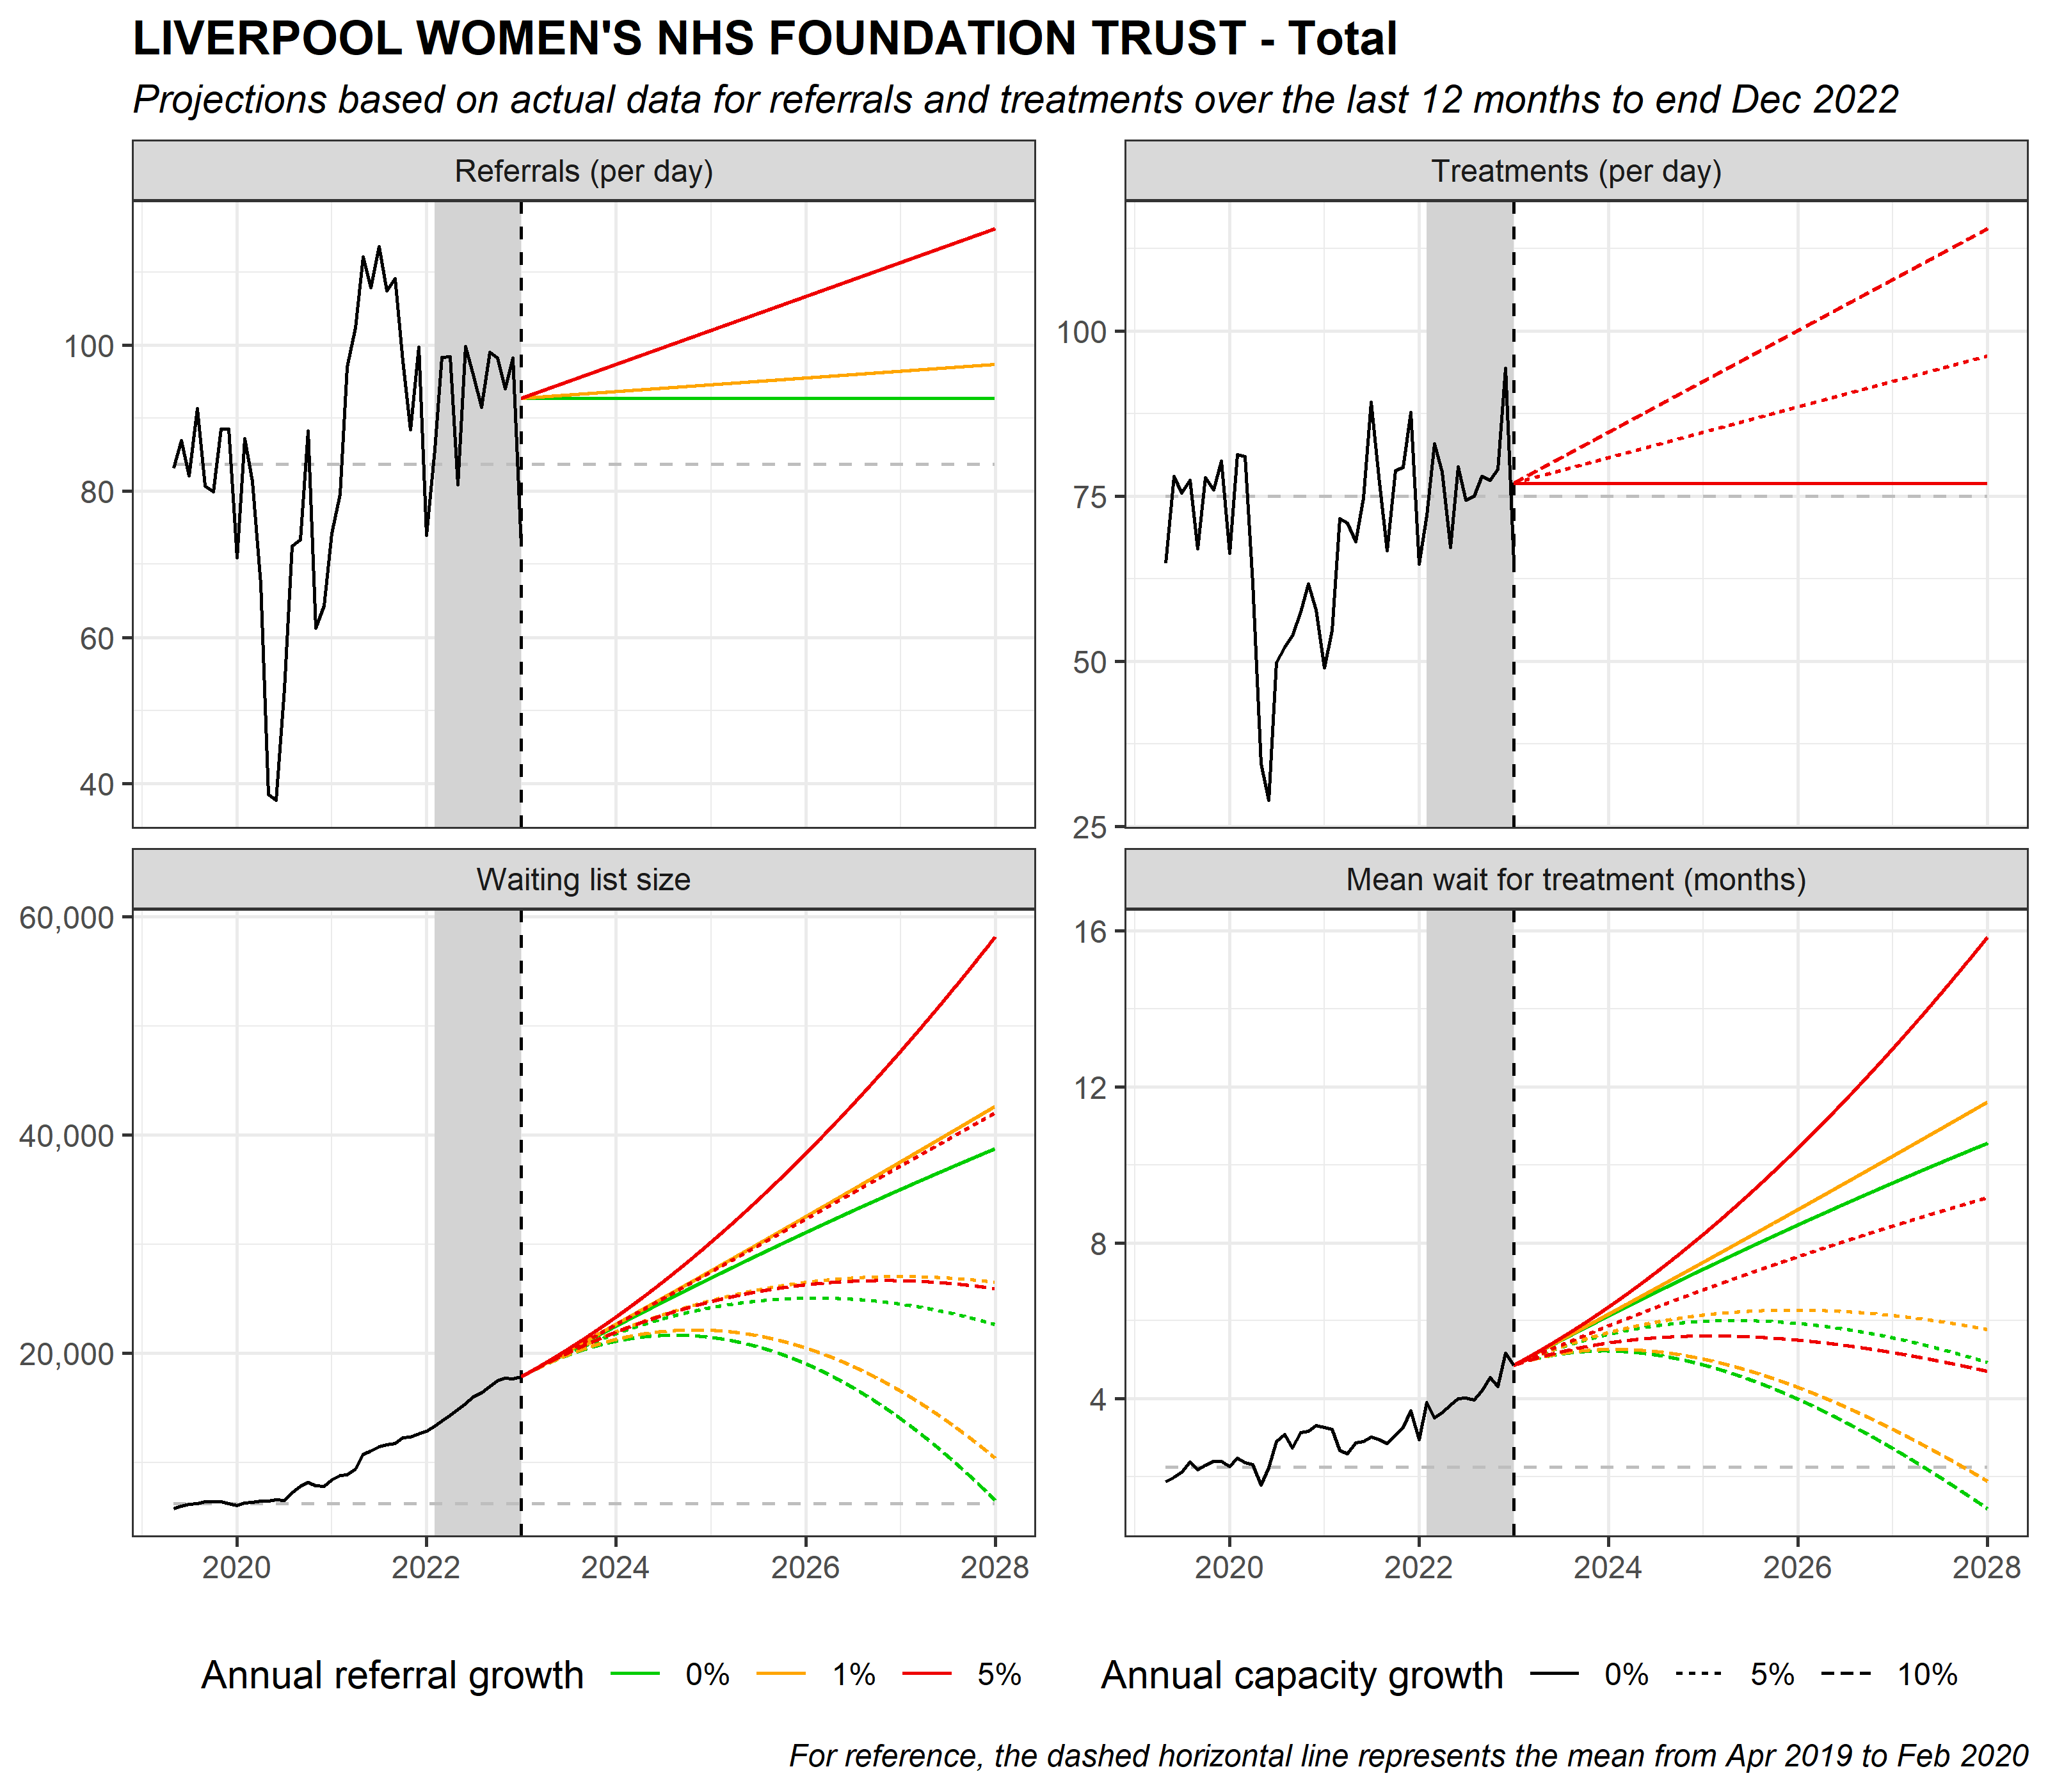 LIVERPOOL WOMEN'S NHS FOUNDATION TRUST - Total
Projections based on actual data for referrals and treatments over the last 12 months to end Dec 2022
Referrals (per day)
100
80
60
40
Treatments (per day)
100
75
50
25
Waiting list size
60,000
40,000
20,000
2020 2022 2024 2026 2028
Mean wait for treatment (months)
16
12
8
4
2020 2022 2024 2026 2028
Annual referral growth 0% 1% 5%
Annual capacity growth 0% 5% 10%
For reference, the dashed horizontal line represents the mean from Apr 2019 to Feb 2020